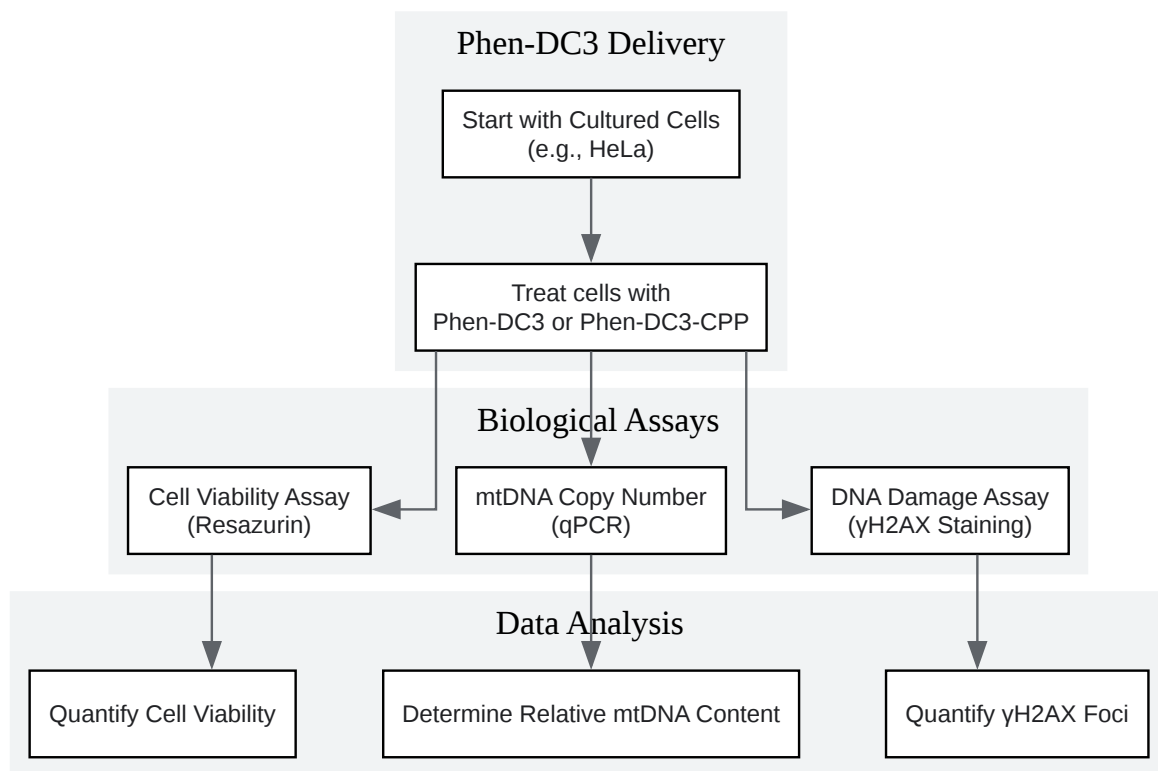 Phen-DC3 Delivery
Start with Cultured Cells
(e.g., HeLa)
Treat cells with
Phen-DC3 or Phen-DC3-CPP
Biological Assays
Cell Viability Assay
(Resazurin)
mtDNA Copy Number
(qPCR)
DNA Damage Assay
(γH2AX Staining)
Data Analysis
Quantify Cell Viability
Determine Relative mtDNA Content
Quantify γH2AX Foci